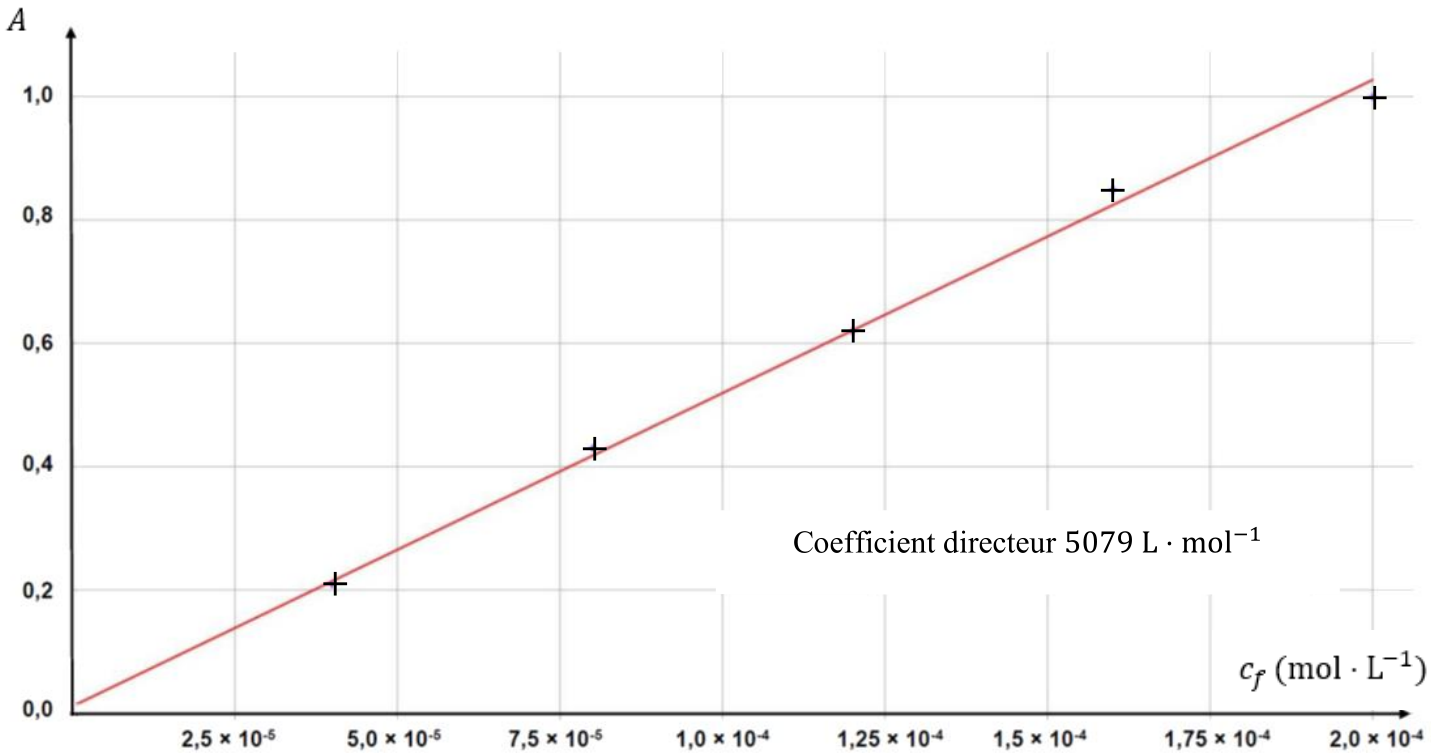 A
1,0
0,8
0,6
0,4
0,2
0,0
Coefficient directeur 5079 L · mol⁻¹
c_f (mol · L⁻¹)
2,5 × 10⁻⁵ 5,0 × 10⁻⁵ 7,5 × 10⁻⁵ 1,0 × 10⁻⁴ 1,25 × 10⁻⁴ 1,5 × 10⁻⁴ 1,75 × 10⁻⁴ 2,0 × 10⁻⁴